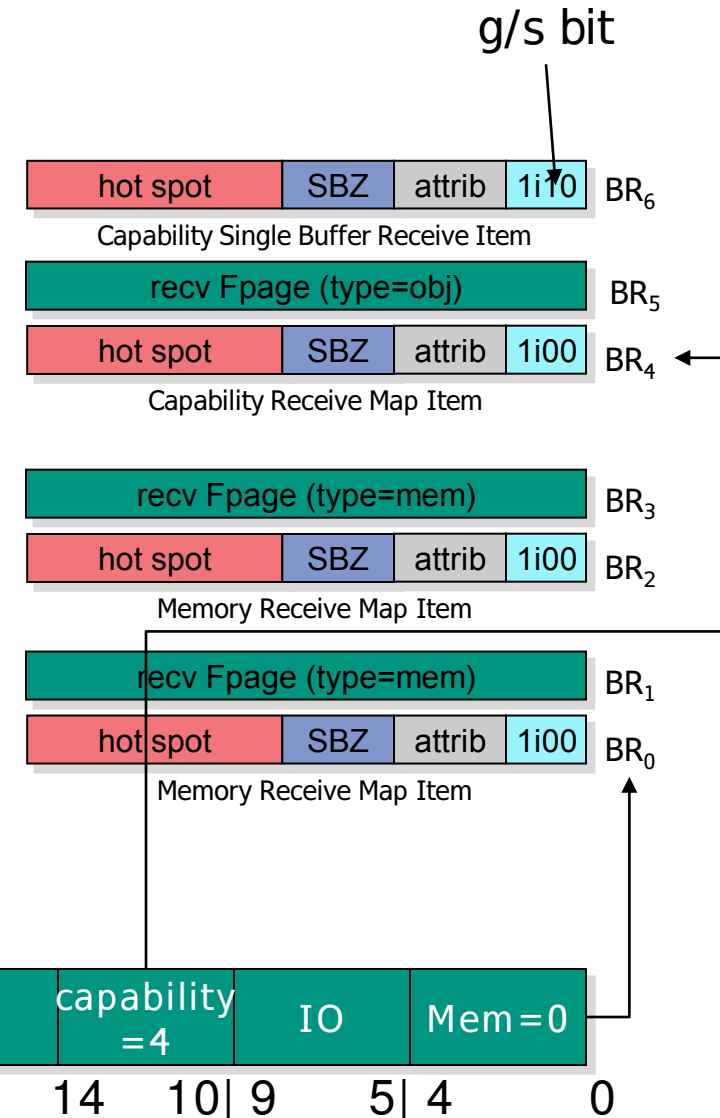 g/s bit
hot spot SBZ attrib 1i10 BR₆
Capability Single Buffer Receive Item
recv Fpage (type=obj) BR₅
hot spot SBZ attrib 1i00 BR₄
Capability Receive Map Item
recv Fpage (type=mem) BR₃
hot spot SBZ attrib 1i00 BR₂
Memory Receive Map Item
recv Fpage (type=mem) BR₁
hot spot SBZ attrib 1i00 BR₀
Memory Receive Map Item
capability
=4
IO
Mem=0
14 10| 9 5| 4 0